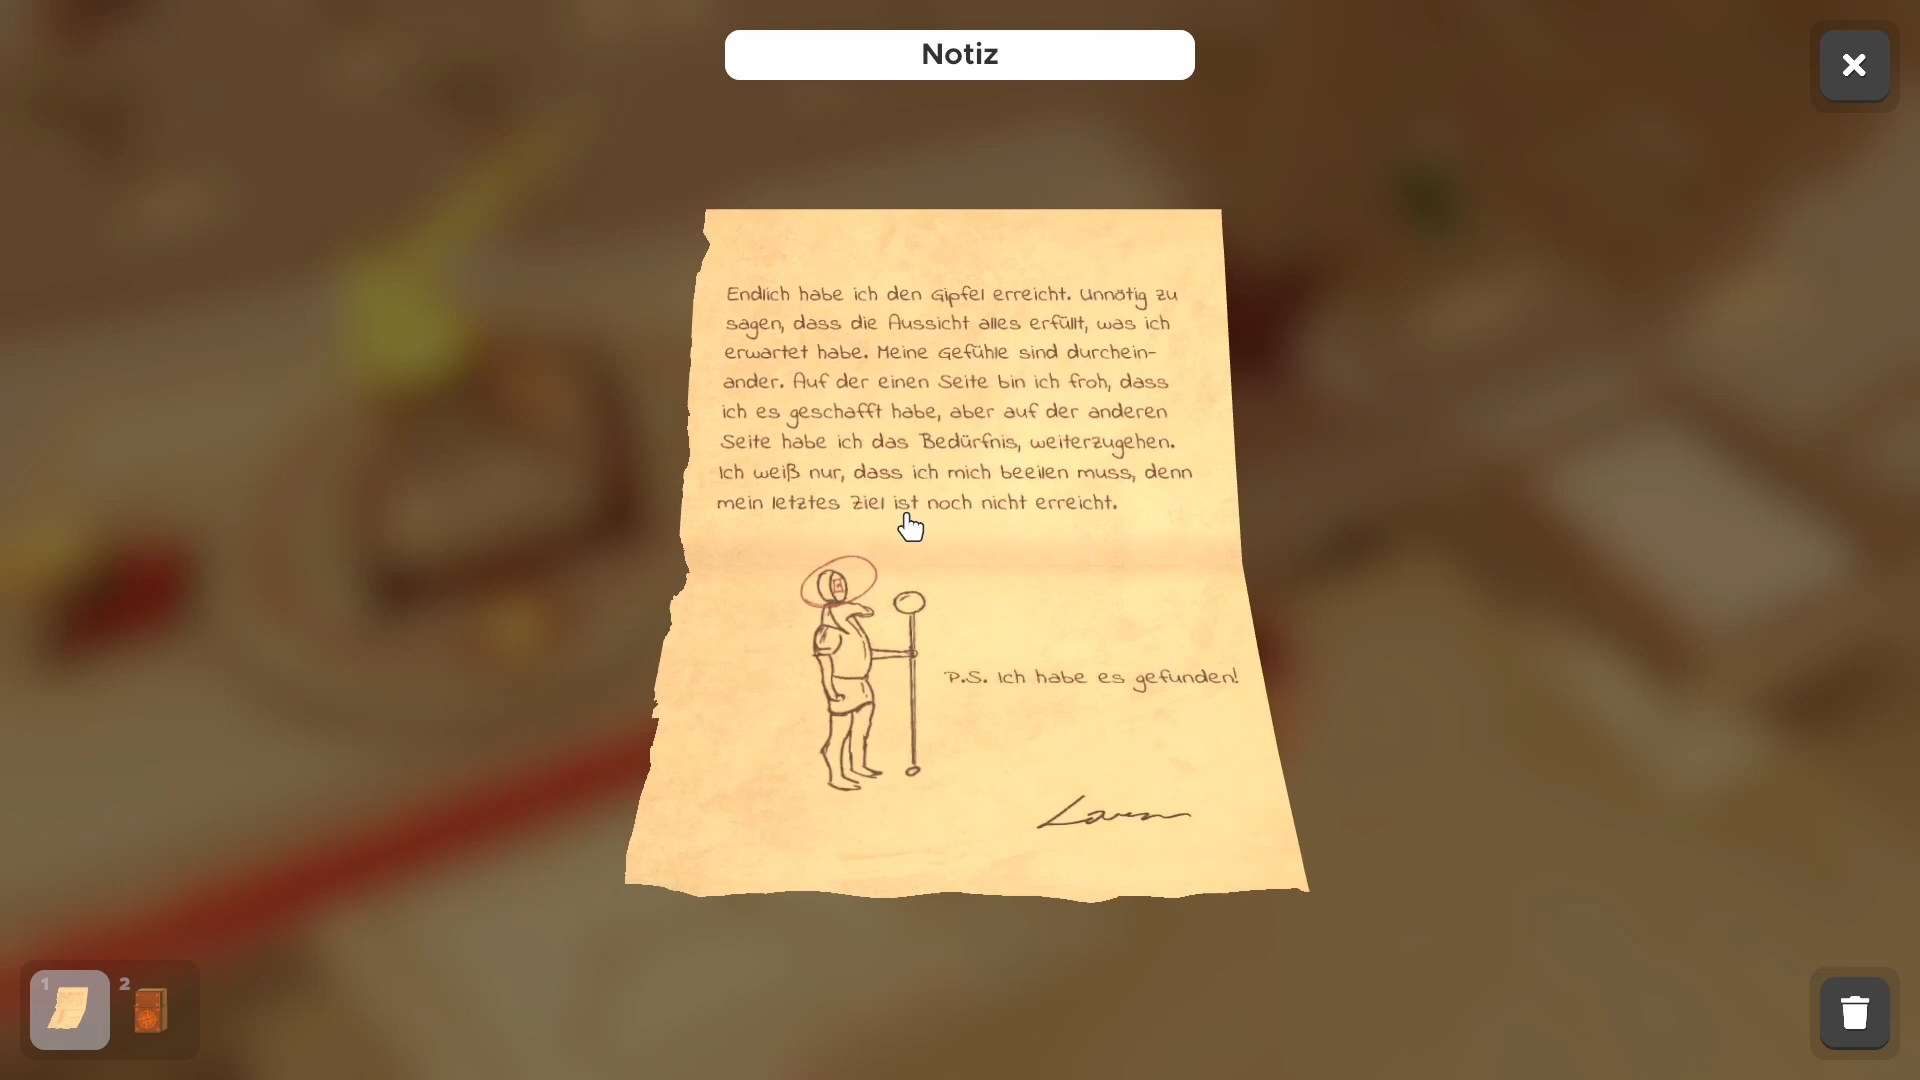 Notiz
Endlich habe ich den Gipfel erreicht. Unnötig zu
sagen, dass die Aussicht alles erfüllt, was ich
erwartet habe. Meine Gefühle sind durchein-
ander. Auf der einen Seite bin ich froh, dass
ich es geschafft habe, aber auf der anderen
Seite habe ich das Bedürfnis, weiterzugehen.
Ich weiß nur, dass ich mich beeilen muss, denn
mein letztes Ziel ist noch nicht erreicht.
P.S. Ich habe es gefunden!
1 2